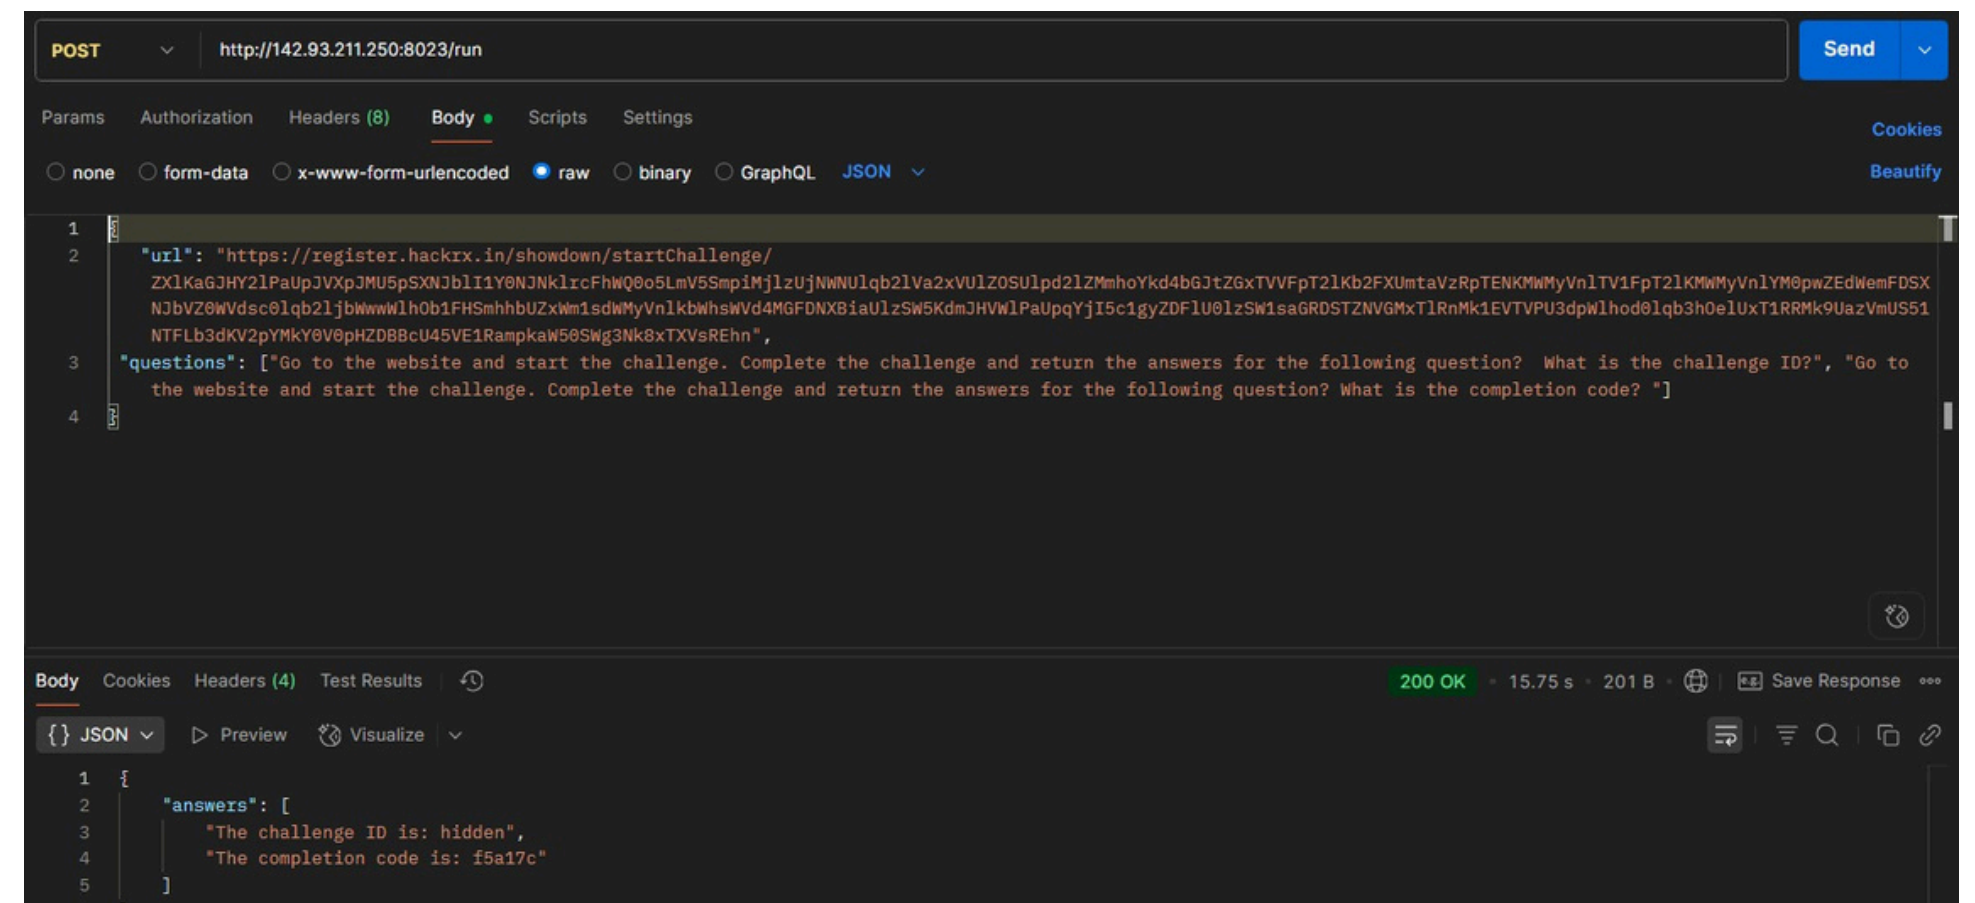 POST http://142.93.211.250:8023/run Send
Params Authorization Headers (8) Body Scripts Settings
Cookies
none form-data x-www-form-urlencoded raw binary GraphQL JSON Beautify
1 {
2 "url": "https://register.hackrx.in/showdown/startChallenge/
3 "questions": ["Go to the website and start the challenge. Complete the challenge and return the answers for the following question?  What is the challenge ID?", "Go to
the website and start the challenge. Complete the challenge and return the answers for the following question? What is the completion code? "]
4 }
Body Cookies Headers (4) Test Results 200 OK 15.75 s 201 B e.g. Save Response
{} JSON Preview Visualize
1 {
2 "answers": [
3 "The challenge ID is: hidden",
4 "The completion code is: f5a17c"
5 ]